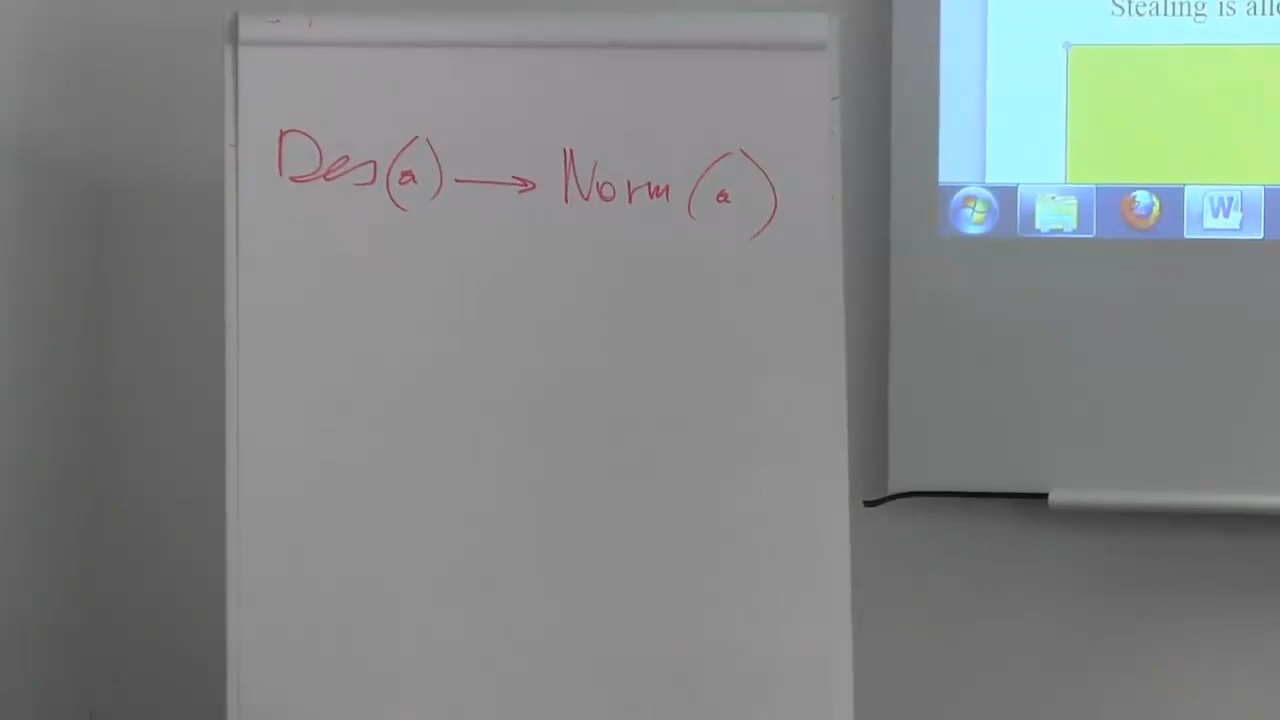 Des(a) → Norm(a)
Stealing is all
W